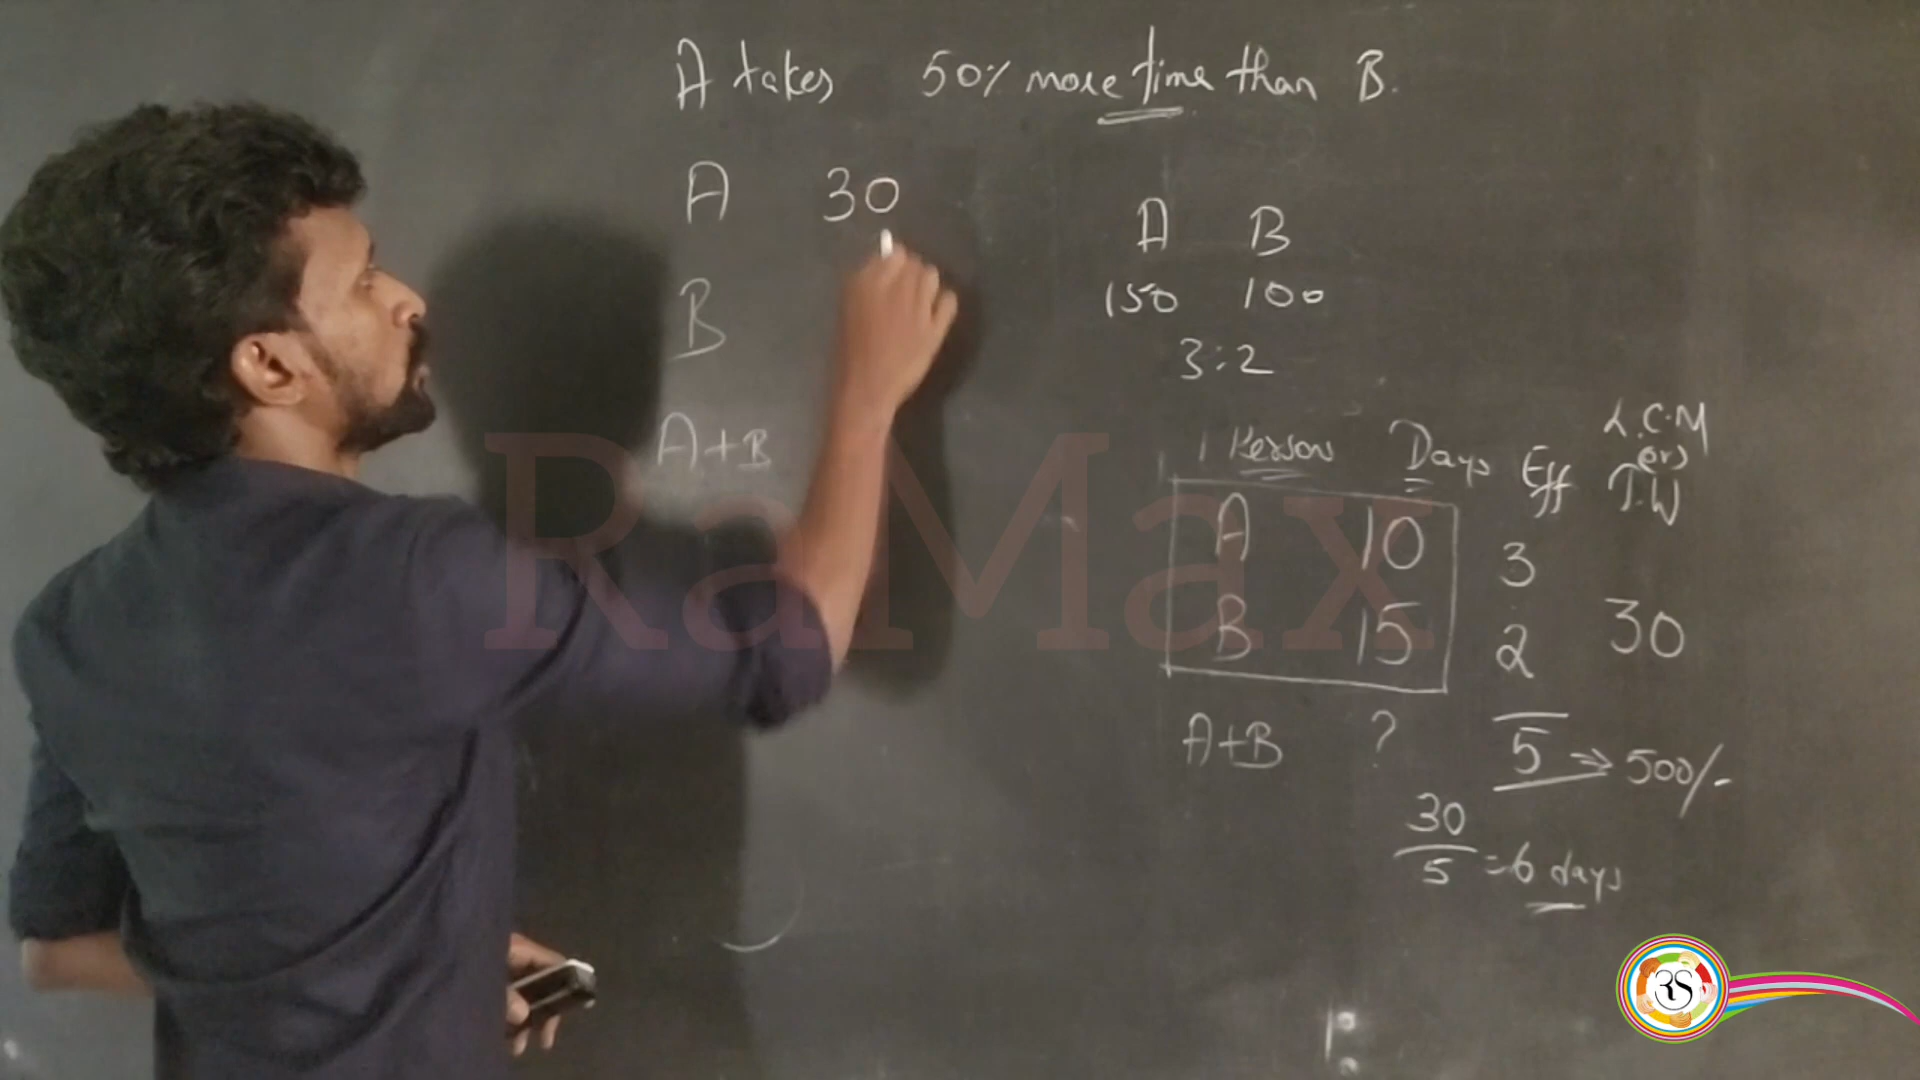 A takes 50% more time than B.
A 30
B
A+B
A B
150 100
3:2
1 Person Days Eff L.C.M (or) T.W
A 10 3
B 15 2 30
A+B ? 5 ⇒ 500/-
30
5 = 6 days
RaMax
RS